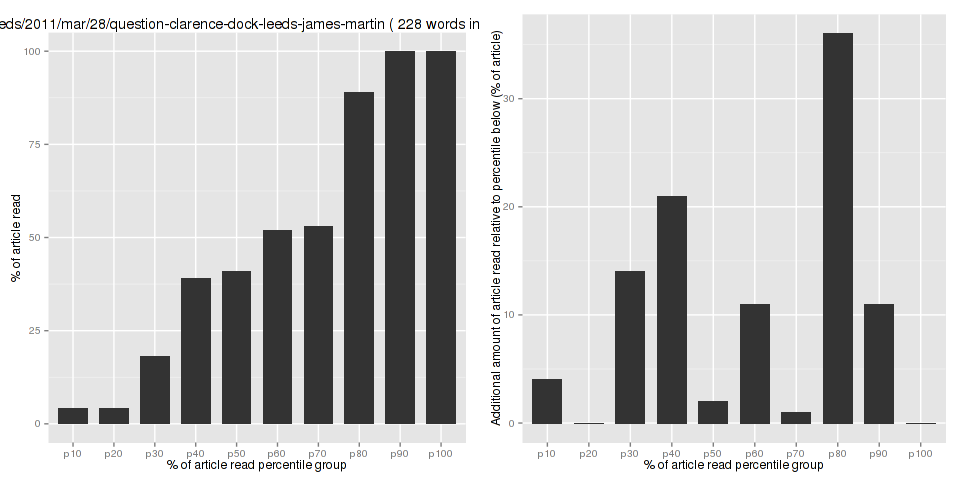 eds/2011/mar/28/question-clarence-dock-leeds-james-martin ( 228 words in
% of article read
100
75
50
25
0
p10 p20 p30 p40 p50 p60 p70 p80 p90 p100
% of article read percentile group
Additional amount of article read relative to percentile below (% of article)
30
20
10
0
p10 p20 p30 p40 p50 p60 p70 p80 p90 p100
% of article read percentile group